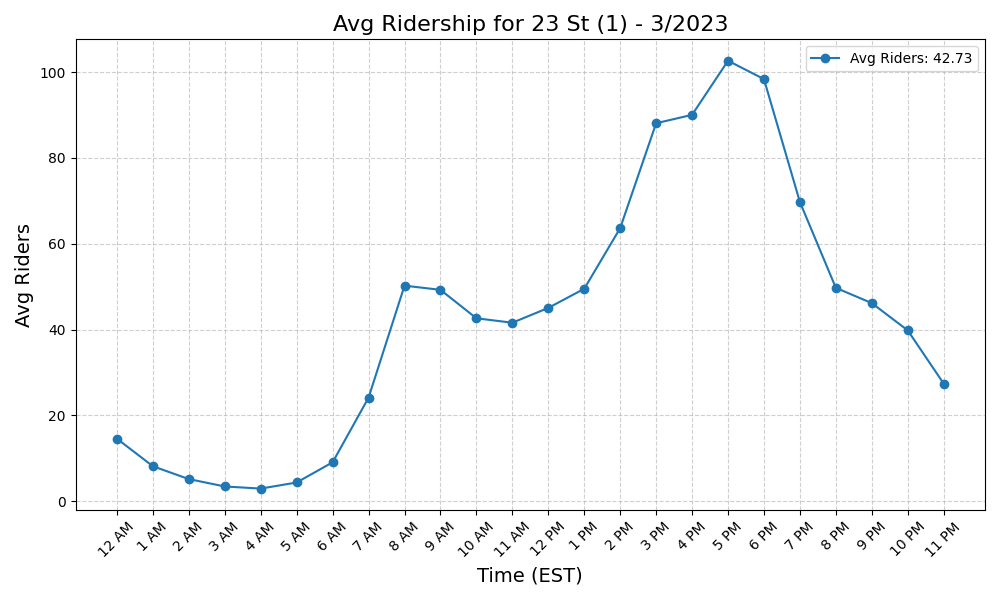 Avg Ridership for 23 St (1) - 3/2023
Avg Riders: 42.73
Avg Riders
100
80
60
40
20
0
12 AM
1 AM
2 AM
3 AM
4 AM
5 AM
6 AM
7 AM
8 AM
9 AM
10 AM
11 AM
12 PM
1 PM
2 PM
3 PM
4 PM
5 PM
6 PM
7 PM
8 PM
9 PM
10 PM
11 PM
Time (EST)